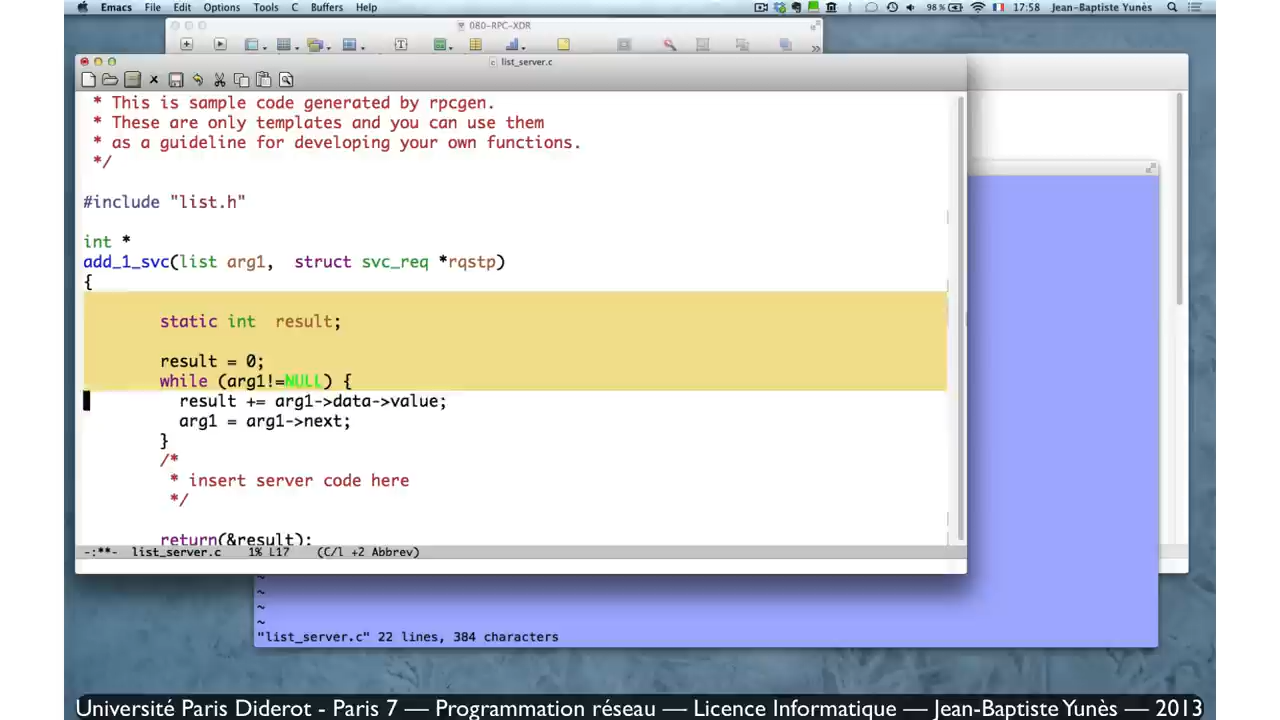 Emacs File Edit Options Tools C Buffers Help 98 % 17:58 Jean-Baptiste Yunès
080-RPC-XDR
list_server.c
* This is sample code generated by rpcgen.
* These are only templates and you can use them
* as a guideline for developing your own functions.
*/
#include "list.h"
int *
add_1_svc(list arg1,  struct svc_req *rqstp)
{
static int  result;
result = 0;
while (arg1!=NULL) {
result += arg1->data->value;
arg1 = arg1->next;
}
/*
* insert server code here
*/
return(&result);
-:**-  list_server.c   1% L17   (C/l +2 Abbrev)
~
~
~
~
"list_server.c" 22 lines, 384 characters
Université Paris Diderot - Paris 7 — Programmation réseau — Licence Informatique — Jean-Baptiste Yunès — 2013